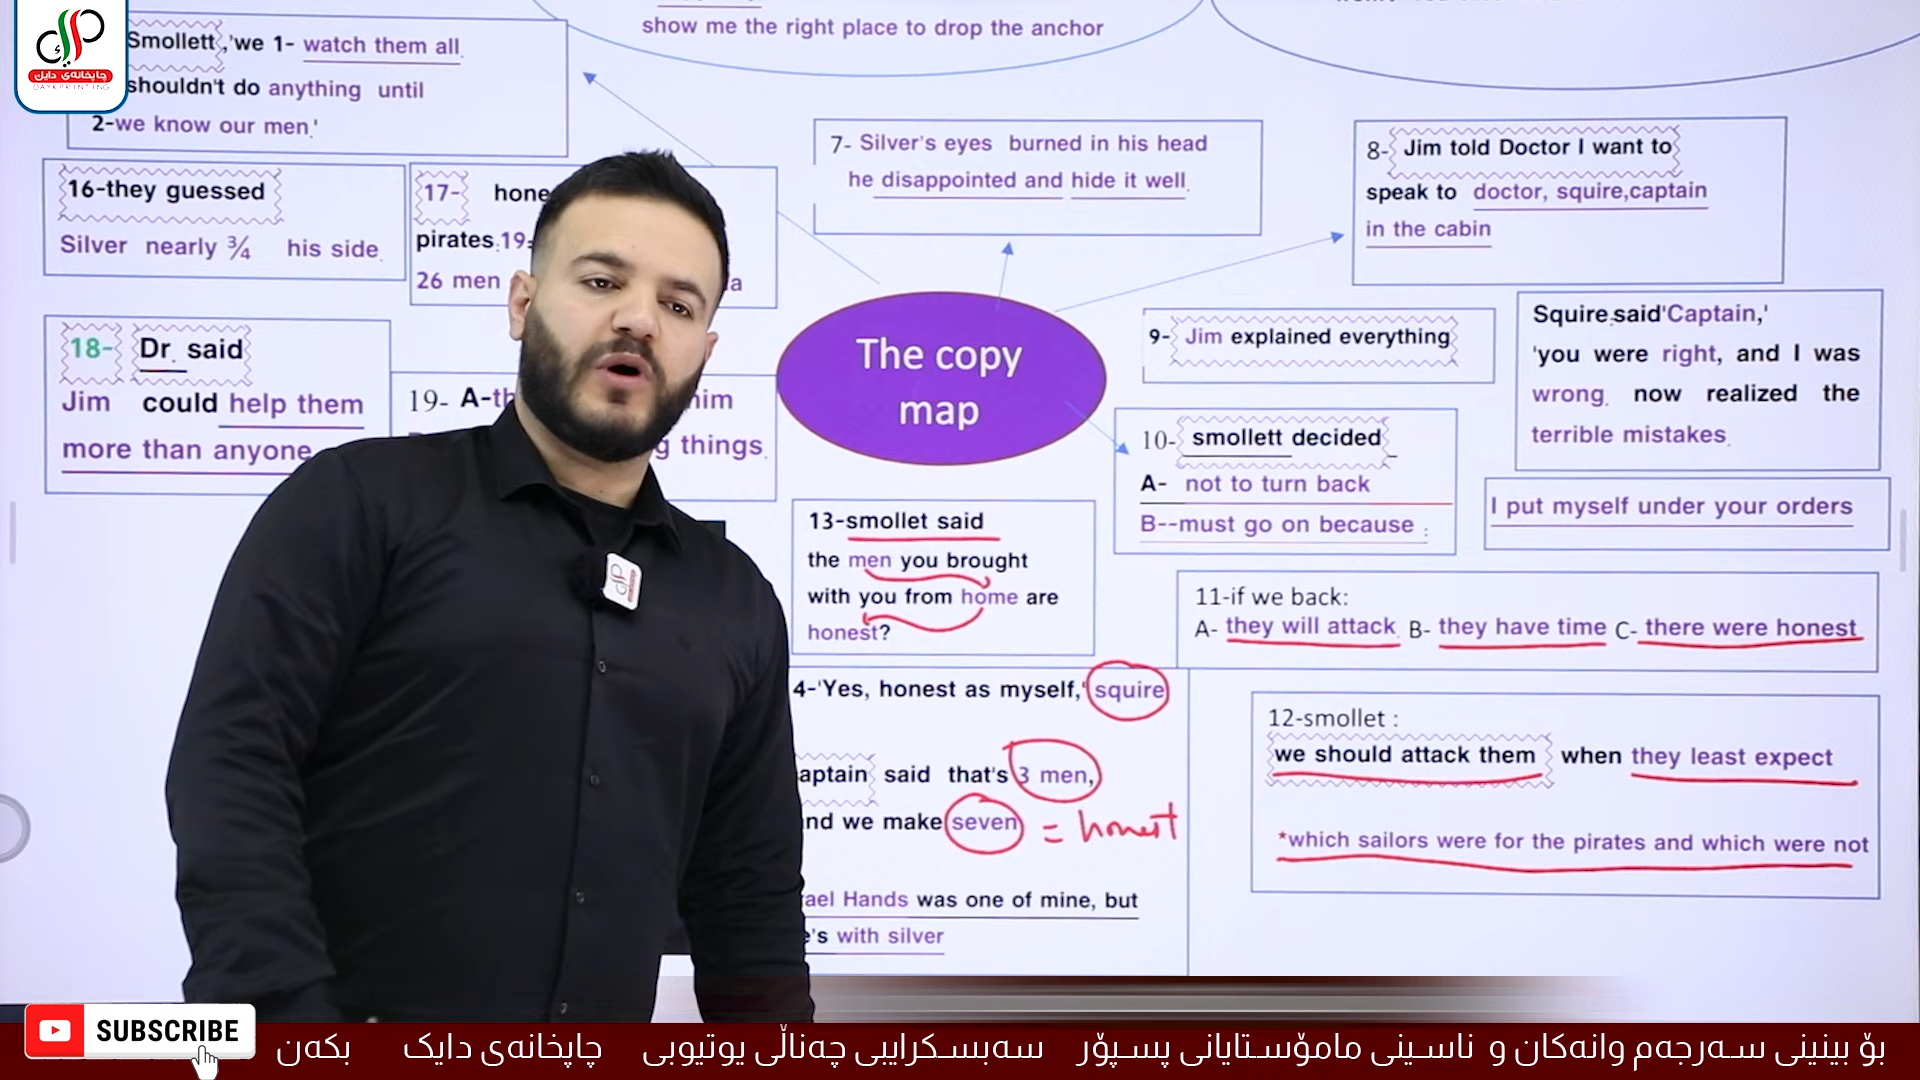 show me the right place to drop the anchor
Smollett,'we 1- watch them all.
shouldn't do anything until
2-we know our men.'
16-they guessed
Silver nearly ¾ his side.
17- hone
pirates.19
26 men
18- Dr. said
Jim could help them
more than anyone
19- A-th him
g things.
7- Silver's eyes burned in his head
he disappointed and hide it well.
8- Jim told Doctor I want to
speak to doctor, squire,captain
in the cabin
The copy
map
9- Jim explained everything
Squire.said'Captain,'
'you were right, and I was
wrong. now realized the
terrible mistakes.
10- smollett decided
A- not to turn back
B--must go on because :
I put myself under your orders
13-smollet said
the men you brought
with you from home are
honest?
11-if we back:
A- they will attack. B- they have time C- there were honest
4-'Yes, honest as myself,' squire
aptain said that's 3 men,
nd we make seven = honest
rael Hands was one of mine, but
e's with silver
12-smollet :
we should attack them when they least expect
*which sailors were for the pirates and which were not
چاپخانەی دایک
DAYK PRINTING
SUBSCRIBE
بۆ بینینی سەرجەم وانەکان و ناسینی مامۆستایانی پسپۆر سەبسکرایبی چەناڵی یوتیوبی چاپخانەی دایک بکەن